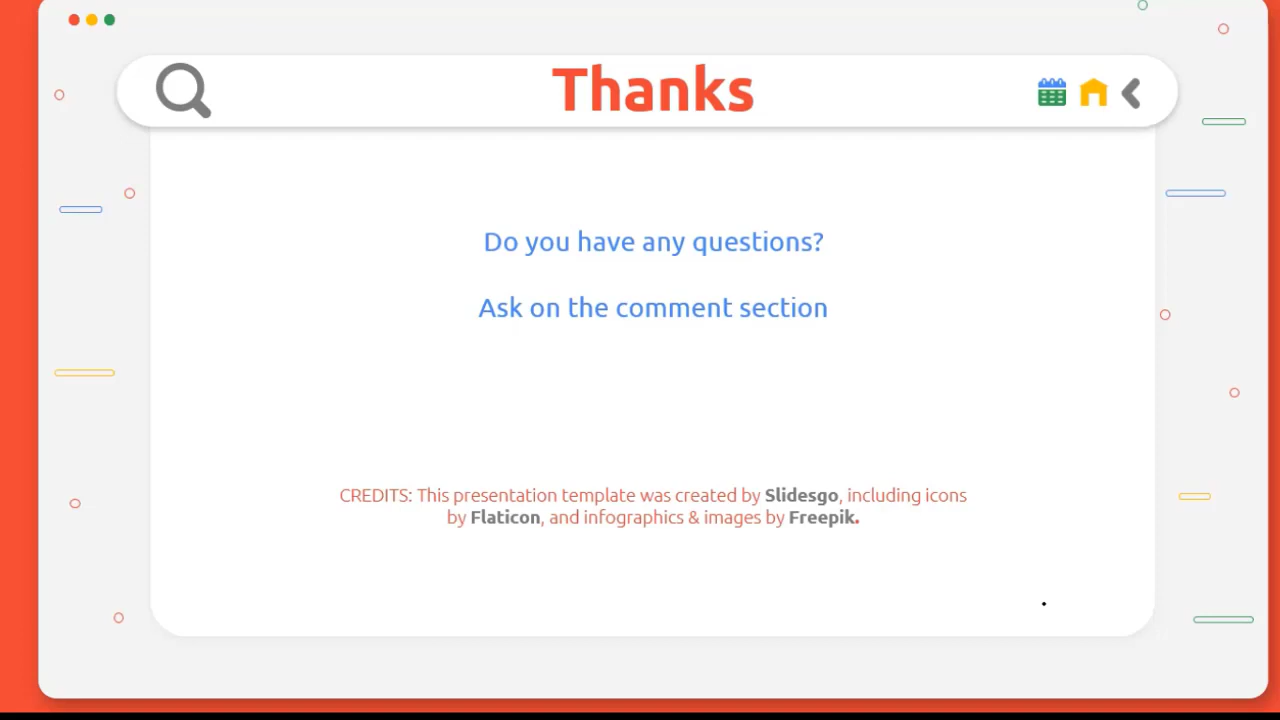 Thanks
Do you have any questions?
Ask on the comment section
CREDITS: This presentation template was created by Slidesgo, including icons
by Flaticon, and infographics & images by Freepik.